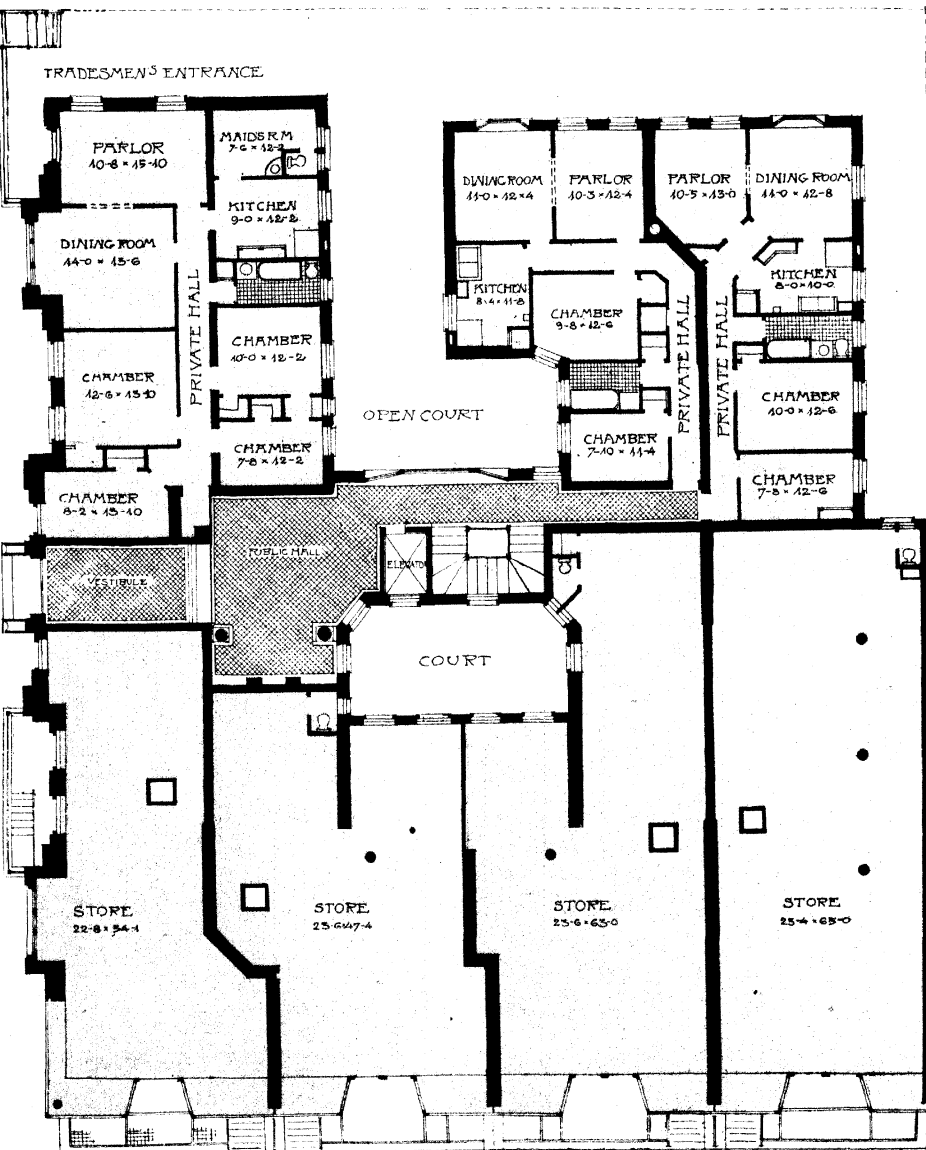 TRADESMENS ENTRANCE
PARLOR
10-8 × 15-10
MAIDS RM
7-6 × 12-2
KITCHEN
9-0 × 12-2
DINING ROOM
14-0 × 13-6
PRIVATE HALL
CHAMBER
10-0 × 12-2
CHAMBER
12-6 × 13-10
CHAMBER
7-8 × 12-2
CHAMBER
8-2 × 13-10
OPEN COURT
DINING ROOM
11-0 × 12×4
PARLOR
10-3 × 12-4
PARLOR
10-5 × 13-0
DINING ROOM
11-0 × 12-8
KITCHEN
8-4 × 11-8
CHAMBER
9-8 × 12-6
KITCHEN
8-0 × 10-0
PRIVATE HALL
PRIVATE HALL
CHAMBER
7-10 × 11-4
CHAMBER
10-0 × 12-6
CHAMBER
7-8 × 12-6
PUBLIC HALL
ELEVATOR
VESTIBULE
COURT
STORE
22-8 × 54-1
STORE
23-6×47-4
STORE
23-6 × 63-0
STORE
23-4 × 65-0